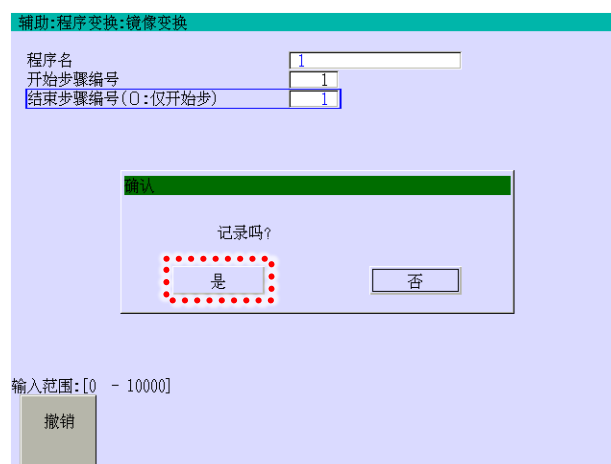 辅助:程序变换:镜像变换
程序名 1
开始步骤编号 1
结束步骤编号(0:仅开始步) 1
确认
记录吗?
是 否
输入范围:[0 - 10000]
撤销